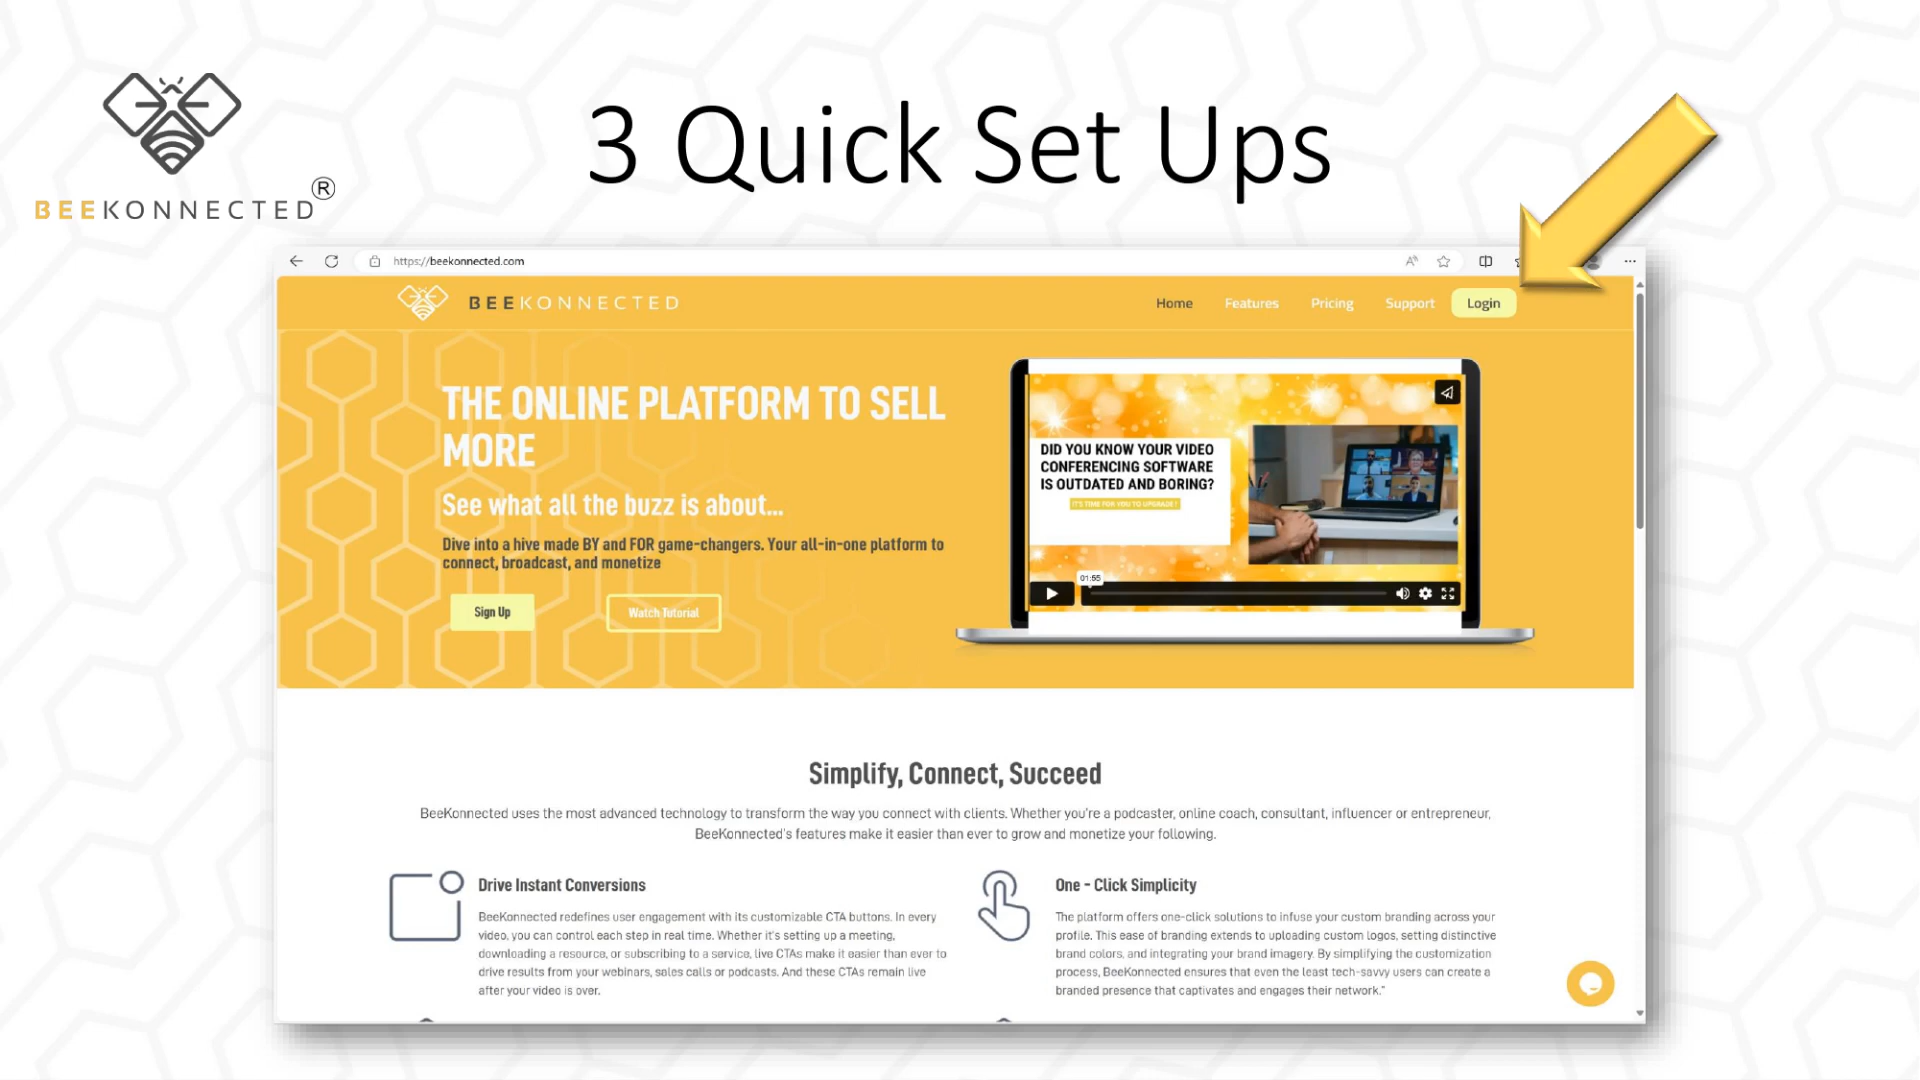 3 Quick Set Ups
BEEKONNECTED®
https://beekonnected.com
BEEKONNECTED
Home Features Pricing Support Login
THE ONLINE PLATFORM TO SELL
MORE
See what all the buzz is about...
Dive into a hive made BY and FOR game-changers. Your all-in-one platform to
connect, broadcast, and monetize
Sign Up Watch Tutorial
DID YOU KNOW YOUR VIDEO
CONFERENCING SOFTWARE
IS OUTDATED AND BORING?
IT'S TIME FOR YOU TO UPGRADE!
01:55
Simplify, Connect, Succeed
BeeKonnected uses the most advanced technology to transform the way you connect with clients. Whether you're a podcaster, online coach, consultant, influencer or entrepreneur,
BeeKonnected's features make it easier than ever to grow and monetize your following.
Drive Instant Conversions
BeeKonnected redefines user engagement with its customizable CTA buttons. In every
video, you can control each step in real time. Whether it's setting up a meeting,
downloading a resource, or subscribing to a service, live CTAs make it easier than ever to
drive results from your webinars, sales calls or podcasts. And these CTAs remain live
after your video is over.
One - Click Simplicity
The platform offers one-click solutions to infuse your custom branding across your
profile. This ease of branding extends to uploading custom logos, setting distinctive
brand colors, and integrating your brand imagery. By simplifying the customization
process, BeeKonnected ensures that even the least tech-savvy users can create a
branded presence that captivates and engages their network."